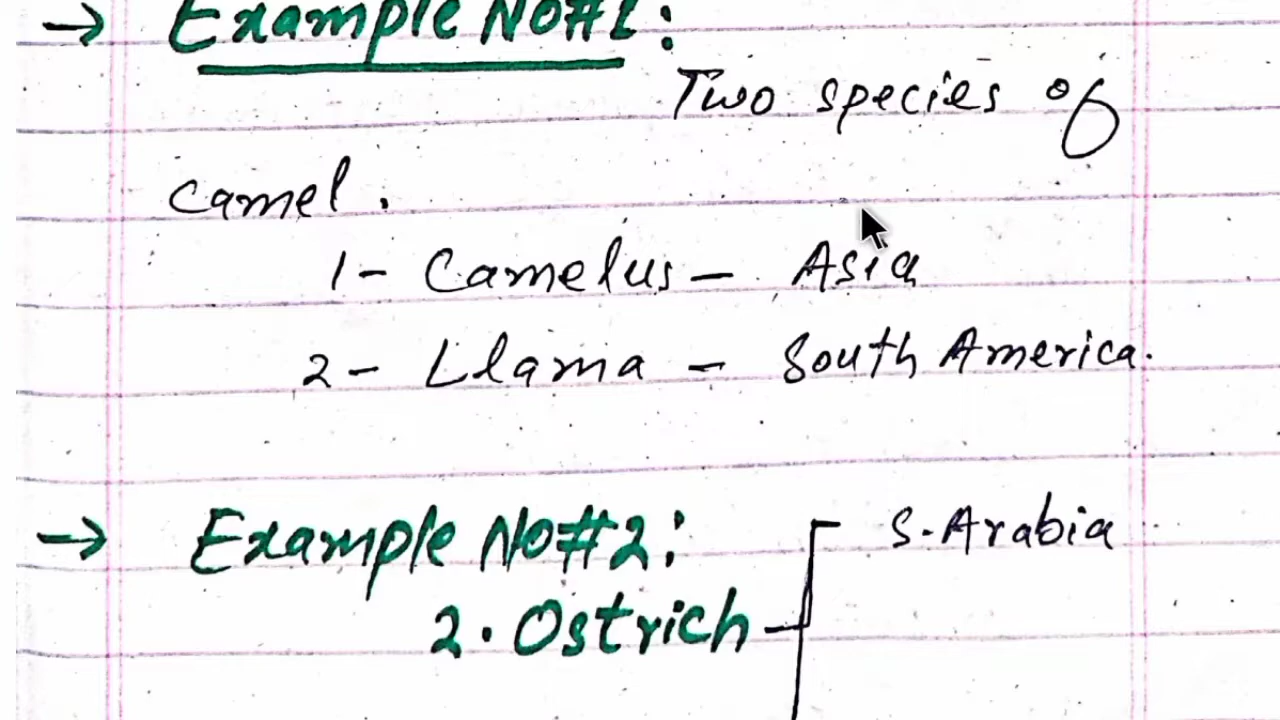 → Example No#1:
Two species of
camel.
1- Camelus - Asia
2- Llama - South America.
→ Example No#2:
S. Arabia
2. Ostrich